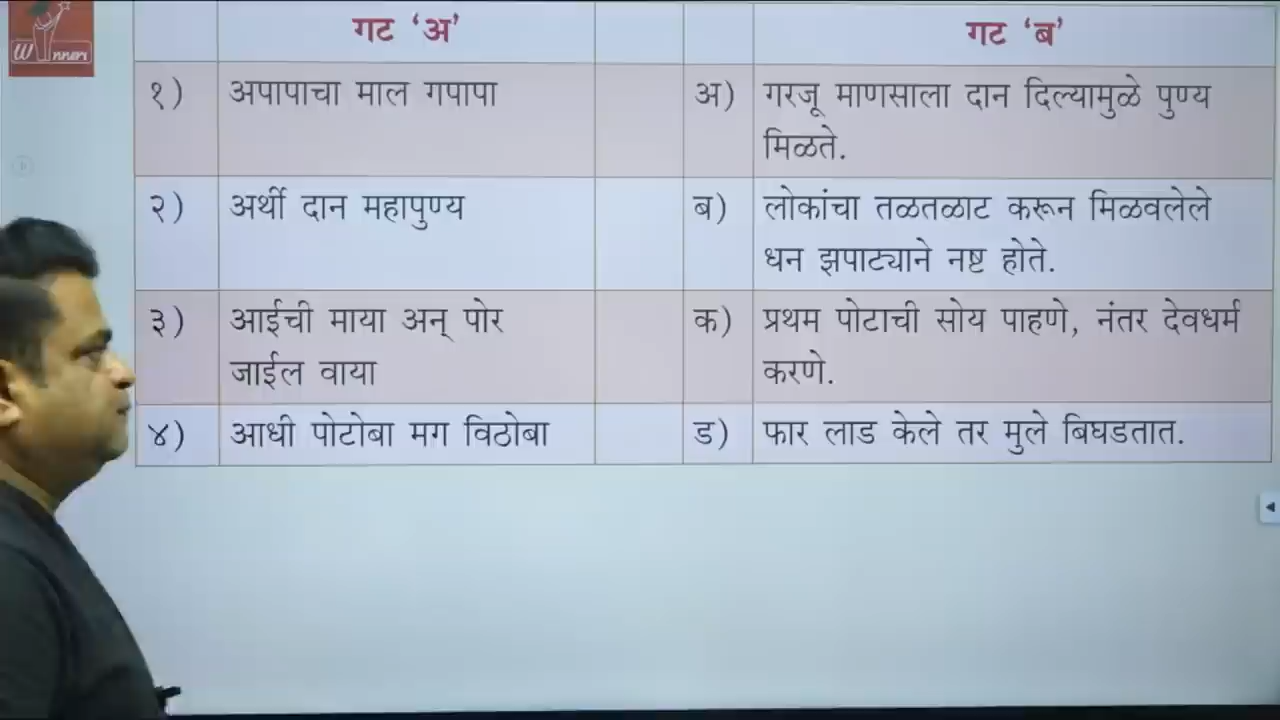 Winners
गट ‘अ’ गट ‘ब’
१) अपापाचा माल गपापा अ) गरजू माणसाला दान दिल्यामुळे पुण्य
मिळते.
२) अर्थी दान महापुण्य ब) लोकांचा तळतळाट करून मिळवलेले
धन झपाट्याने नष्ट होते.
३) आईची माया अन् पोर क) प्रथम पोटाची सोय पाहणे, नंतर देवधर्म
जाईल वाया करणे.
४) आधी पोटोबा मग विठोबा ड) फार लाड केले तर मुले बिघडतात.